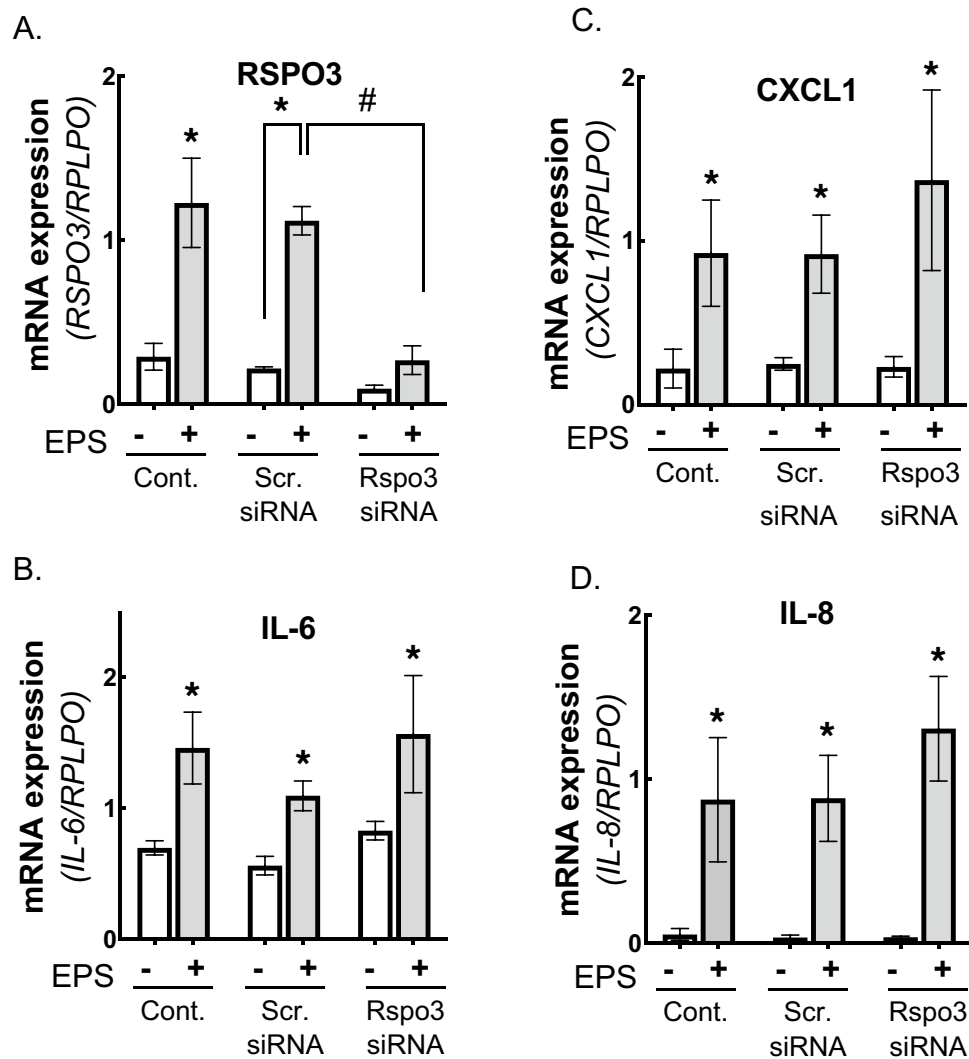 A.
RSPO3
mRNA expression
(RSPO3/RPLPO)
2
1
0
*
*
#
EPS - + - + - +
Cont. Scr. Rspo3
siRNA siRNA
B.
IL-6
mRNA expression
(IL-6/RPLPO)
2
1
0
*
*
*
EPS - + - + - +
Cont. Scr. Rspo3
siRNA siRNA
C.
CXCL1
mRNA expression
(CXCL1/RPLPO)
2
1
0
*
*
*
EPS - + - + - +
Cont. Scr. Rspo3
siRNA siRNA
D.
IL-8
mRNA expression
(IL-8/RPLPO)
2
1
0
*
*
*
EPS - + - + - +
Cont. Scr. Rspo3
siRNA siRNA